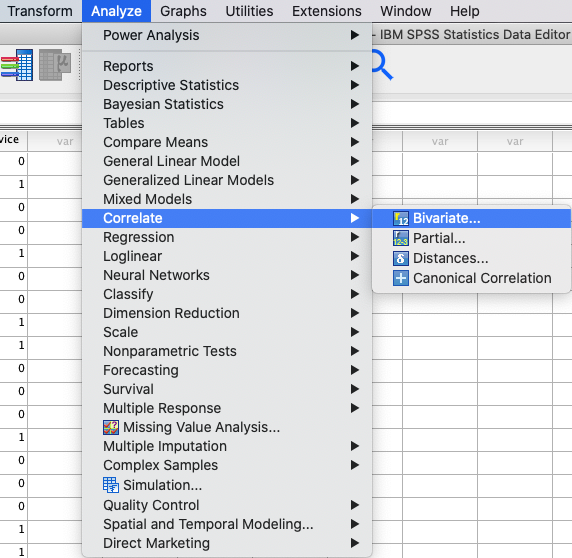 Transform Analyze Graphs Utilities Extensions Window Help
Power Analysis
- IBM SPSS Statistics Data Editor
Reports
Descriptive Statistics
Bayesian Statistics
Tables
vice var Compare Means var var
0 General Linear Model
1 Generalized Linear Models
0 Mixed Models
Correlate Bivariate...
0 Regression Partial...
1 Loglinear Distances...
0 Neural Networks Canonical Correlation
0 Classify
Dimension Reduction
1 Scale
1 Nonparametric Tests
0 Forecasting
0 Survival
0 Multiple Response
Missing Value Analysis...
1 Multiple Imputation
0 Complex Samples
0 Simulation...
0 Quality Control
1 Spatial and Temporal Modeling...
1 Direct Marketing